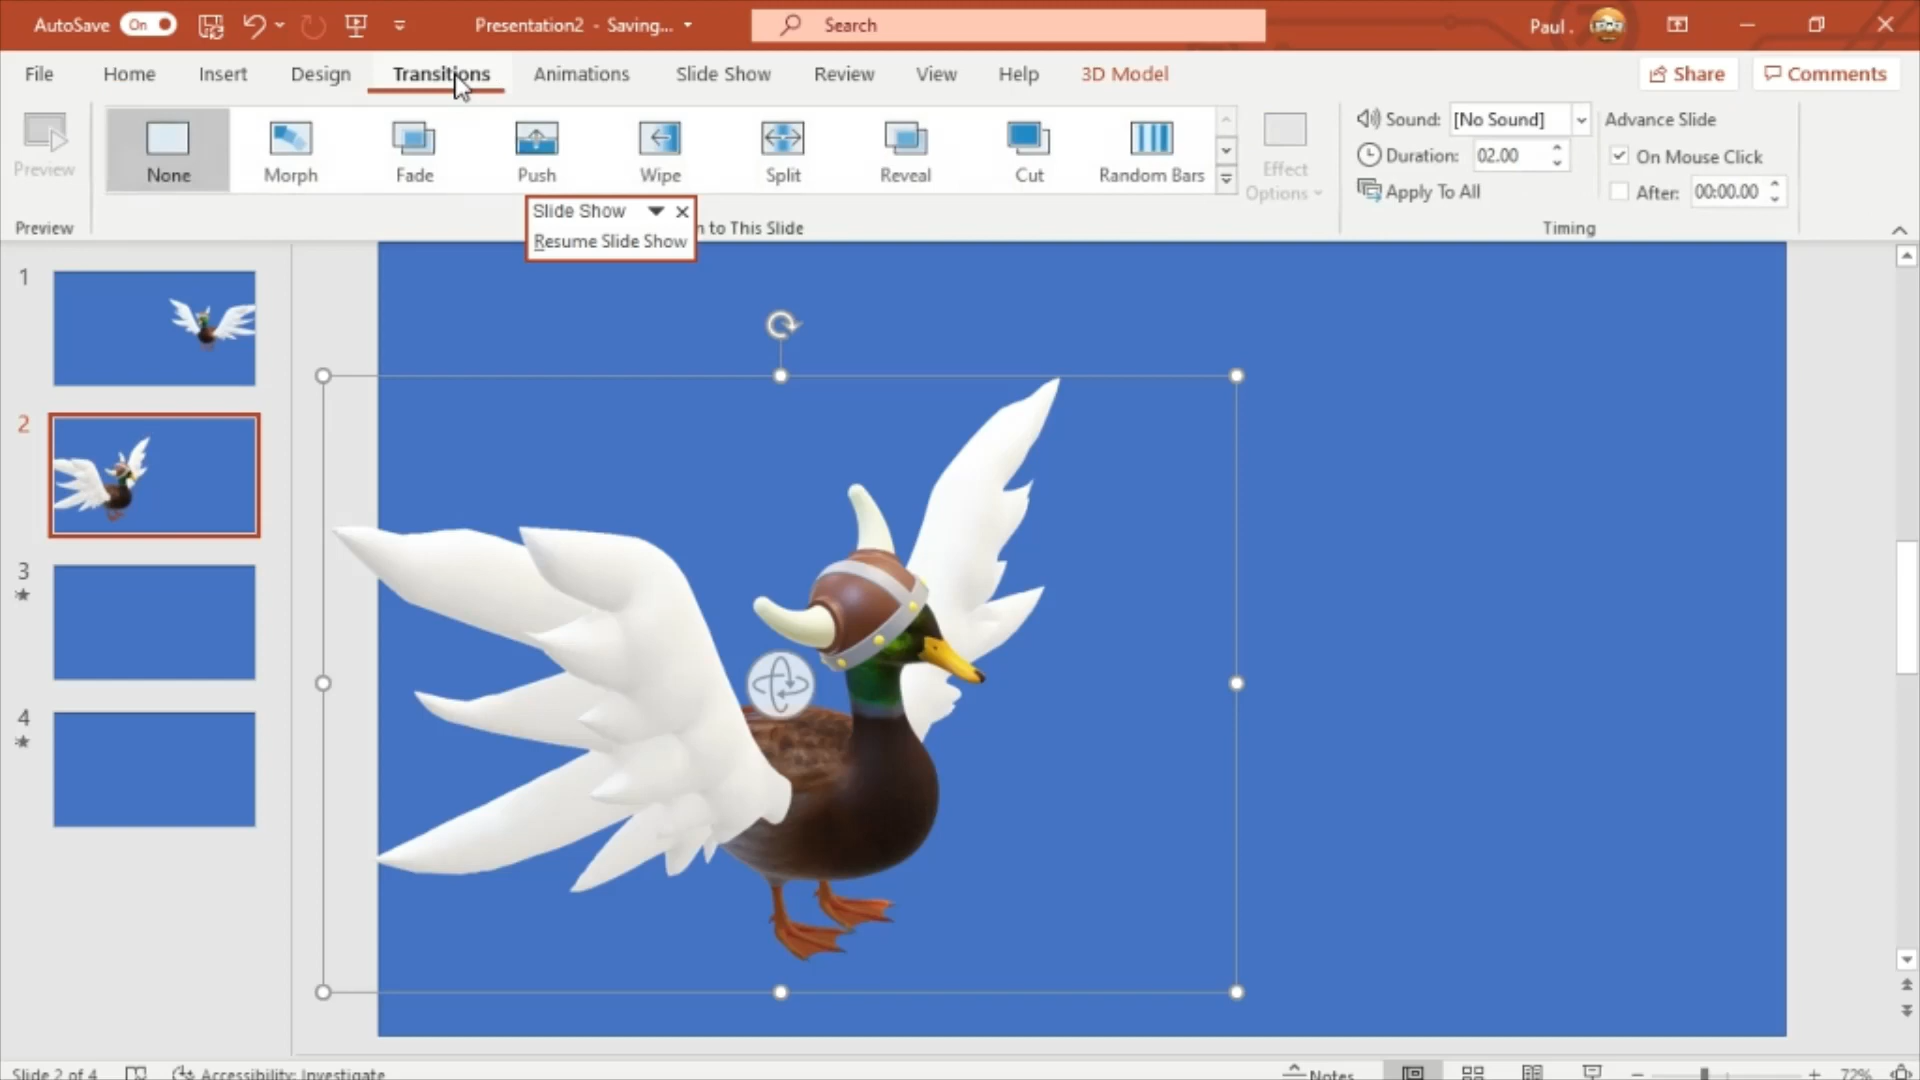 AutoSave On Presentation2 - Saving... Search Paul .
File Home Insert Design Transitions Animations Slide Show Review View Help 3D Model Share Comments
Preview None Morph Fade Push Wipe Split Reveal Cut Random Bars Effect Options
Sound: [No Sound]
Duration: 02.00
Apply To All
Advance Slide
On Mouse Click
After: 00:00.00
Slide Show
Resume Slide Show
Preview n to This Slide Timing
1
2
3
4
Slide 2 of 4 Accessibility: Investigate Notes 72%